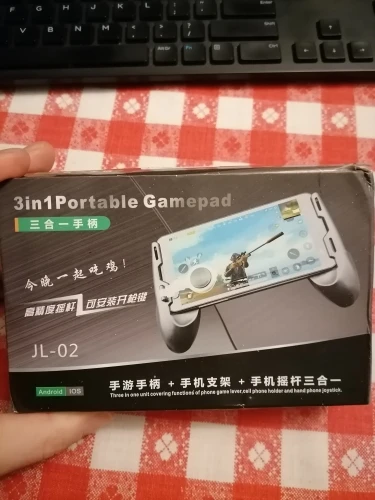 3in1Portable Gamepad
三合一手柄
今晚一起吃鸡!
高精度摇杆 可安装开枪键
JL-02
Android IOS
手游手柄 + 手机支架 + 手机摇杆三合一
Three in one unit covering functions of phone game lever,cell phone holder and hand phone joystick.